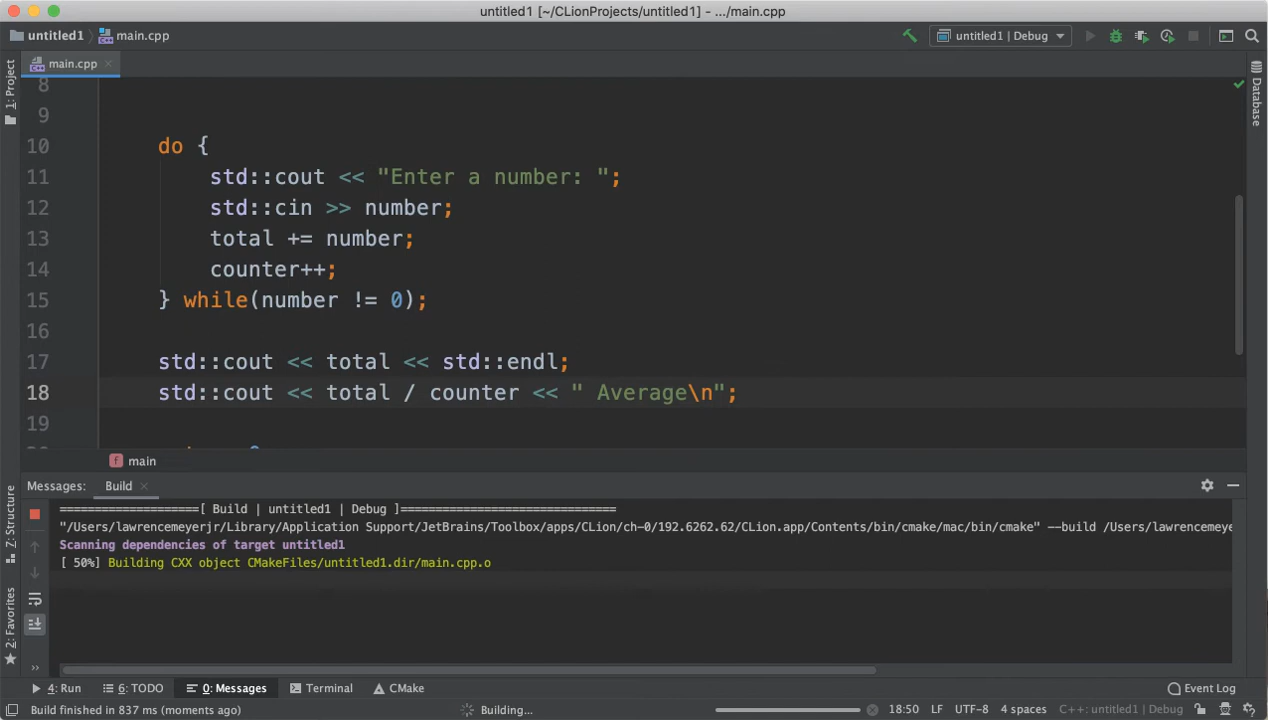 untitled1 [~/CLionProjects/untitled1] - .../main.cpp
untitled1
main.cpp
untitled1 | Debug
main.cpp
1: Project
Database
8
9
10 do {
11 std::cout << "Enter a number: ";
12 std::cin >> number;
13 total += number;
14 counter++;
15 } while(number != 0);
16
17 std::cout << total << std::endl;
18 std::cout << total / counter << " Average\n";
19
f main
Messages: Build
====================[ Build | untitled1 | Debug ]==============================
"/Users/lawrencemeyerjr/Library/Application Support/JetBrains/Toolbox/apps/CLion/ch-0/192.6262.62/CLion.app/Contents/bin/cmake/mac/bin/cmake" --build /Users/lawrencemeye
Scanning dependencies of target untitled1
[ 50%] Building CXX object CMakeFiles/untitled1.dir/main.cpp.o
Z: Structure
2: Favorites
4: Run
6: TODO
0: Messages
Terminal
CMake
Event Log
Build finished in 837 ms (moments ago)
Building...
18:50 LF UTF-8 4 spaces C++: untitled1 | Debug